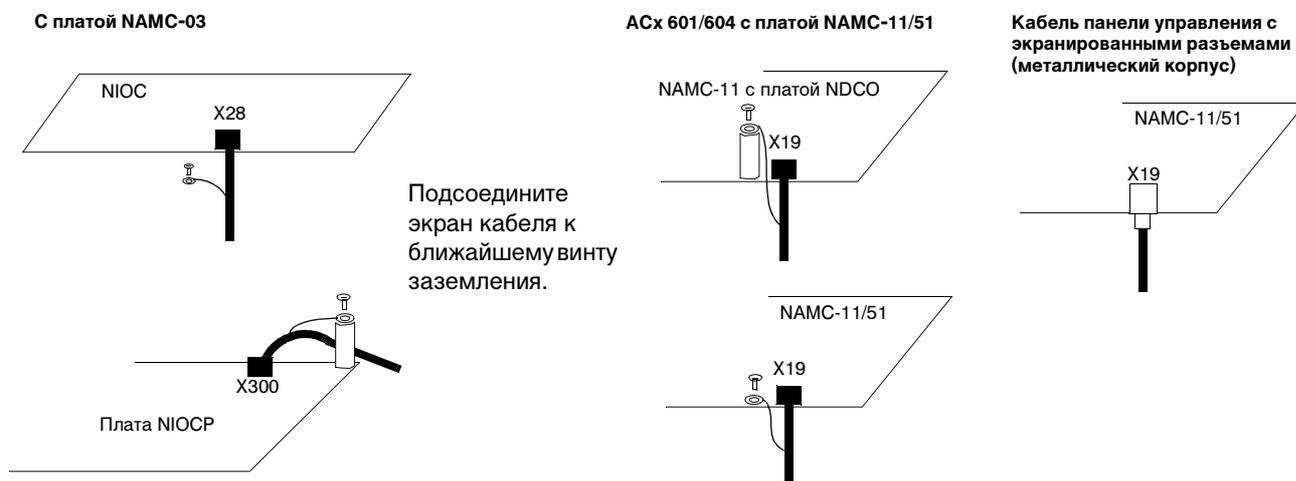 С платой NAMC-03
NIOC
X28
Подсоедините
экран кабеля к
ближайшему винту
заземления.
X300
Плата NIOCP
ACx 601/604 с платой NAMC-11/51
NAMC-11 с платой NDCO
X19
NAMC-11/51
X19
Кабель панели управления с
экранированными разъемами
(металлический корпус)
NAMC-11/51
X19